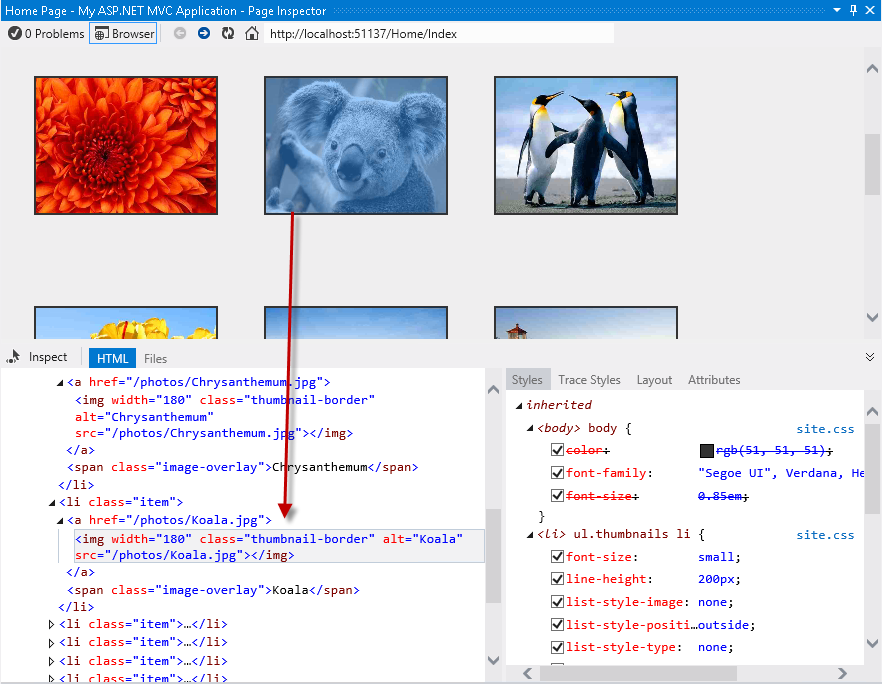 Home Page - My ASP.NET MVC Application - Page Inspector
0 Problems Browser http://localhost:51137/Home/Index
Inspect HTML Files
<a href="/photos/Chrysanthemum.jpg">
<img width="180" class="thumbnail-border"
alt="Chrysanthemum"
src="/photos/Chrysanthemum.jpg"></img>
</a>
<span class="image-overlay">Chrysanthemum</span>
</li>
<li class="item">
<a href="/photos/Koala.jpg">
<img width="180" class="thumbnail-border" alt="Koala"
src="/photos/Koala.jpg"></img>
</a>
<span class="image-overlay">Koala</span>
</li>
<li class="item">…</li>
<li class="item">…</li>
<li class="item">…</li>
<li class="item">…</li>
Styles Trace Styles Layout Attributes
inherited
<body> body { site.css
color: rgb(51, 51, 51);
font-family: "Segoe UI", Verdana, He
font-size: 0.85em;
}
<li> ul.thumbnails li { site.css
font-size: small;
line-height: 200px;
list-style-image: none;
list-style-positi…outside;
list-style-type: none;